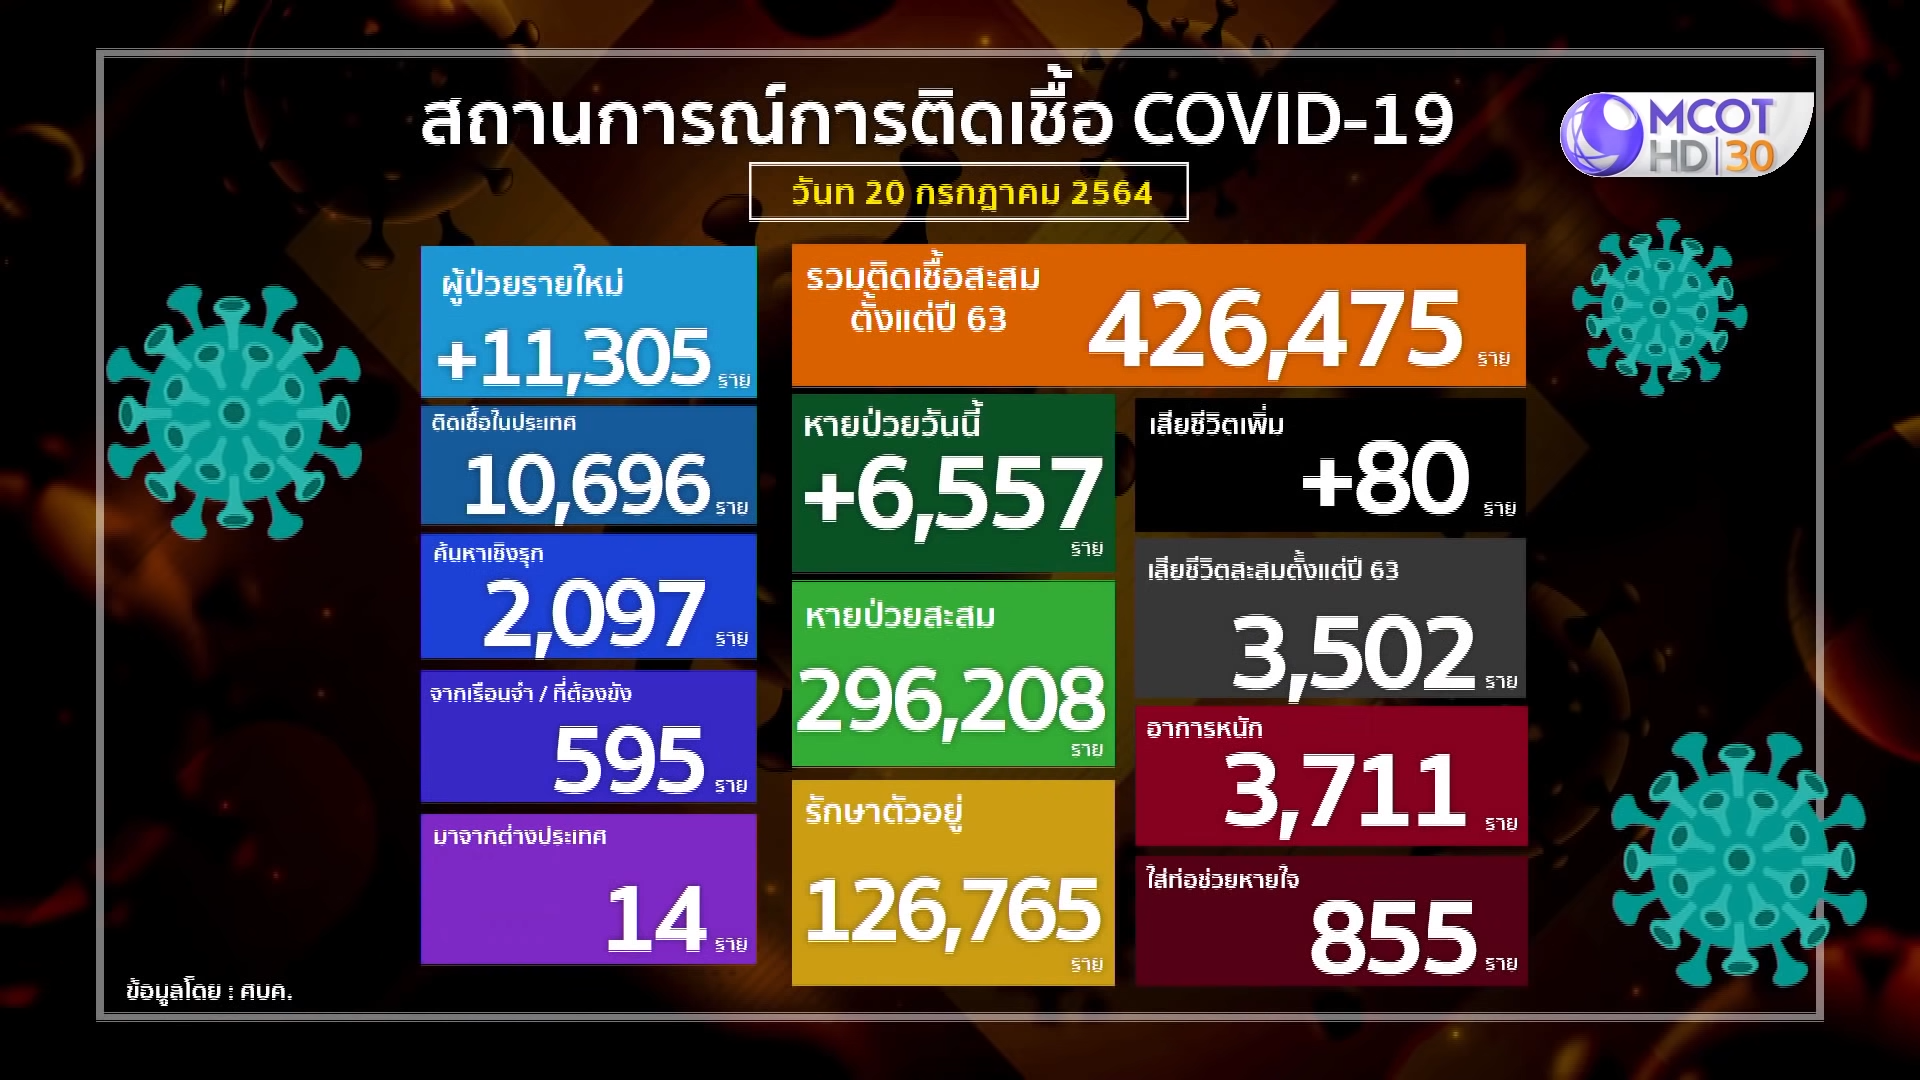 สถานการณ์การติดเชื้อ COVID-19
MCOT
HD 30
วันท 20 กรกฎาคม 2564
ผู้ป่วยรายใหม่
+11,305 ราย
ติดเชื้อในประเทศ
10,696 ราย
ค้นหาเชิงรุก
2,097 ราย
จากเรือนจำ / ที่ต้องขัง
595 ราย
มาจากต่างประเทศ
14 ราย
รวมติดเชื้อสะสม
ตั้งแต่ปี 63
426,475 ราย
หายป่วยวันนี้
+6,557
ราย
หายป่วยสะสม
296,208
ราย
รักษาตัวอยู่
126,765
ราย
เสียชีวิตเพิ่ม
+80 ราย
เสียชีวิตสะสมตั้งแต่ปี 63
3,502 ราย
อาการหนัก
3,711 ราย
ใส่ท่อช่วยหายใจ
855 ราย
ข้อมูลโดย : ศบค.